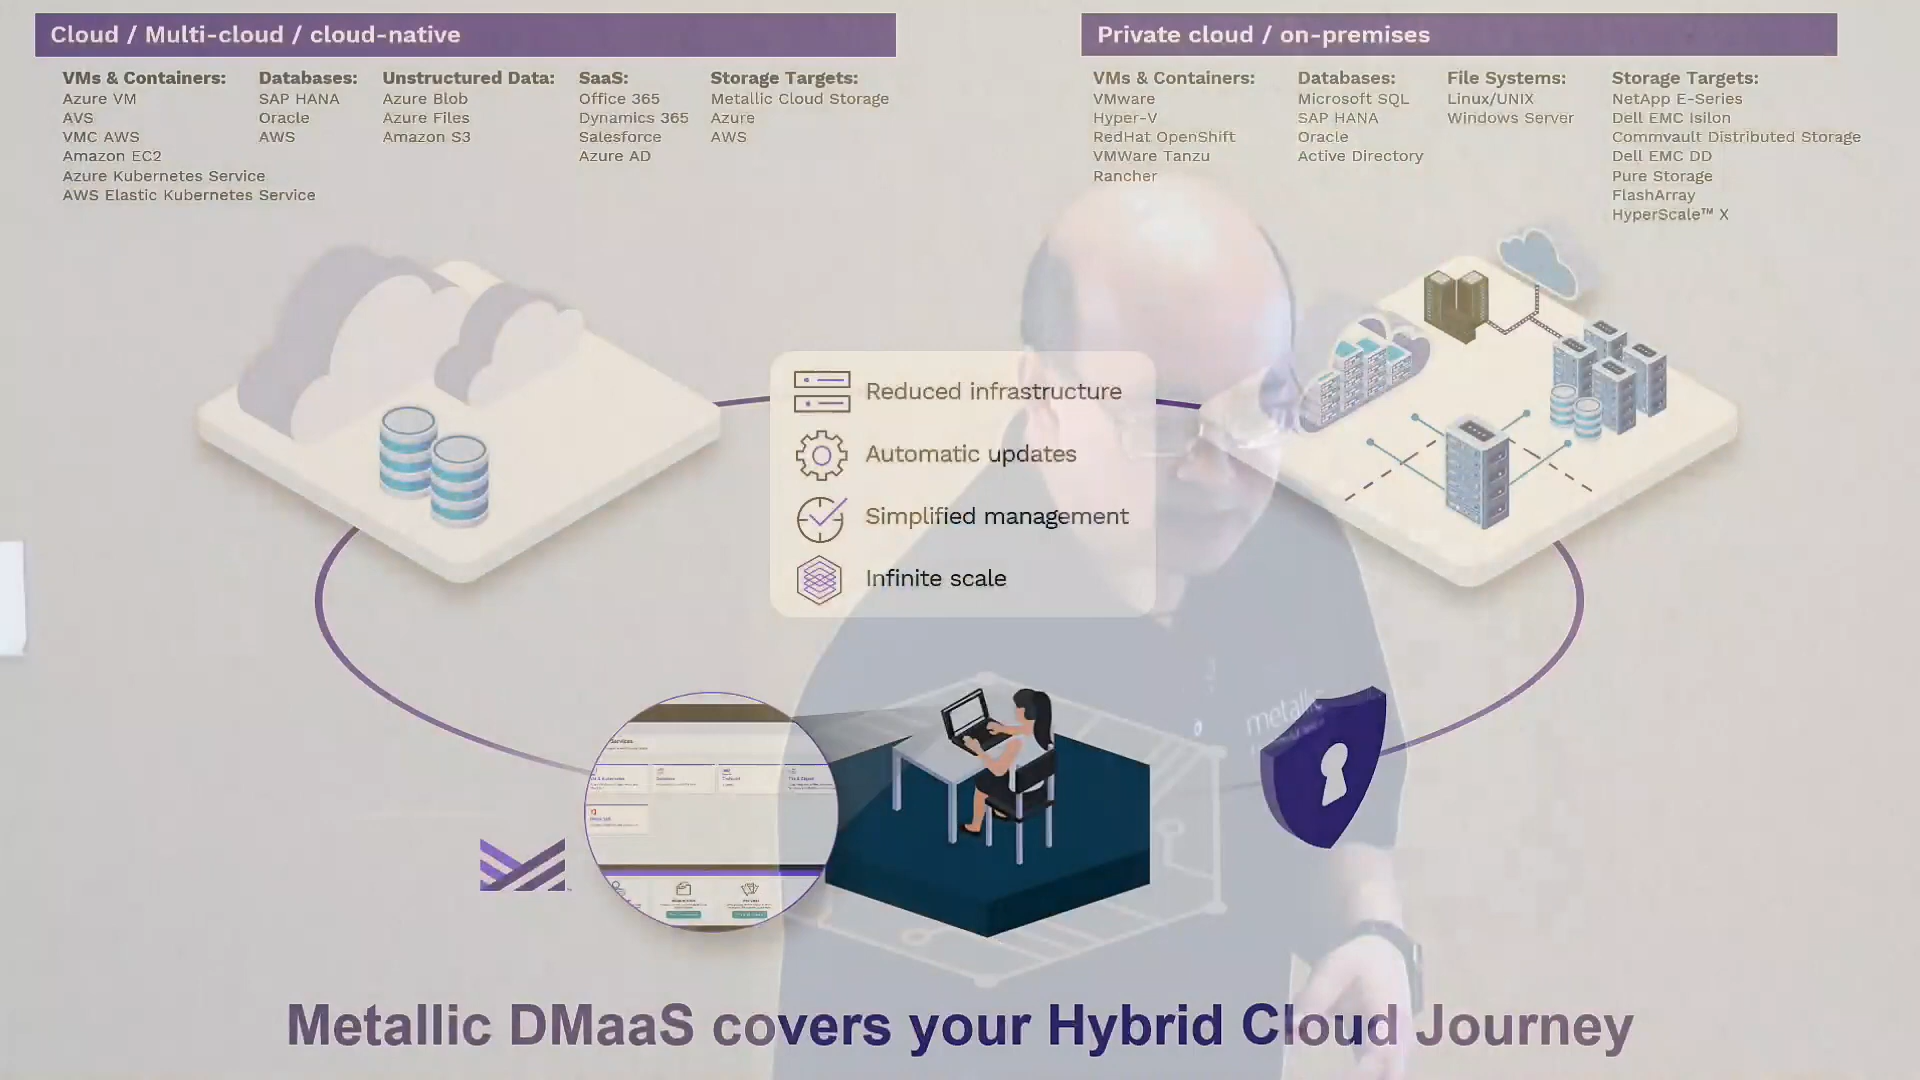 Cloud / Multi-cloud / cloud-native
VMs & Containers:
Azure VM
AVS
VMC AWS
Amazon EC2
Azure Kubernetes Service
AWS Elastic Kubernetes Service
Databases:
SAP HANA
Oracle
AWS
Unstructured Data:
Azure Blob
Azure Files
Amazon S3
SaaS:
Office 365
Dynamics 365
Salesforce
Azure AD
Storage Targets:
Metallic Cloud Storage
Azure
AWS
Private cloud / on-premises
VMs & Containers:
VMware
Hyper-V
RedHat OpenShift
VMWare Tanzu
Rancher
Databases:
Microsoft SQL
SAP HANA
Oracle
Active Directory
File Systems:
Linux/UNIX
Windows Server
Storage Targets:
NetApp E-Series
Dell EMC Isilon
Commvault Distributed Storage
Dell EMC DD
Pure Storage
FlashArray
HyperScale™ X
Reduced infrastructure
Automatic updates
Simplified management
Infinite scale
metallic
Metallic DMaaS covers your Hybrid Cloud Journey